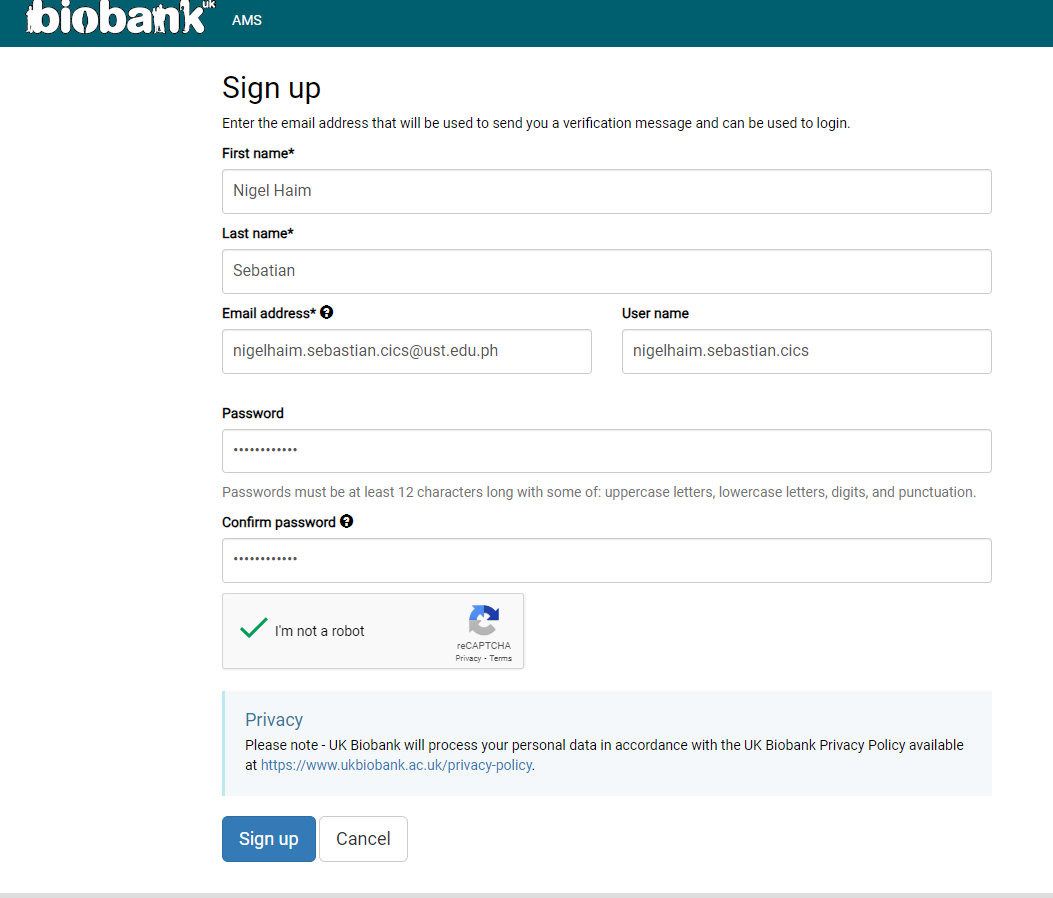 biobank uk AMS
Sign up
Enter the email address that will be used to send you a verification message and can be used to login.
First name*
Nigel Haim
Last name*
Sebatian
Email address* ? User name
nigelhaim.sebastian.cics@ust.edu.ph nigelhaim.sebastian.cics
Password
••••••••••••
Passwords must be at least 12 characters long with some of: uppercase letters, lowercase letters, digits, and punctuation.
Confirm password ?
••••••••••••
I'm not a robot
reCAPTCHA
Privacy - Terms
Privacy
Please note - UK Biobank will process your personal data in accordance with the UK Biobank Privacy Policy available
at https://www.ukbiobank.ac.uk/privacy-policy.
Sign up Cancel